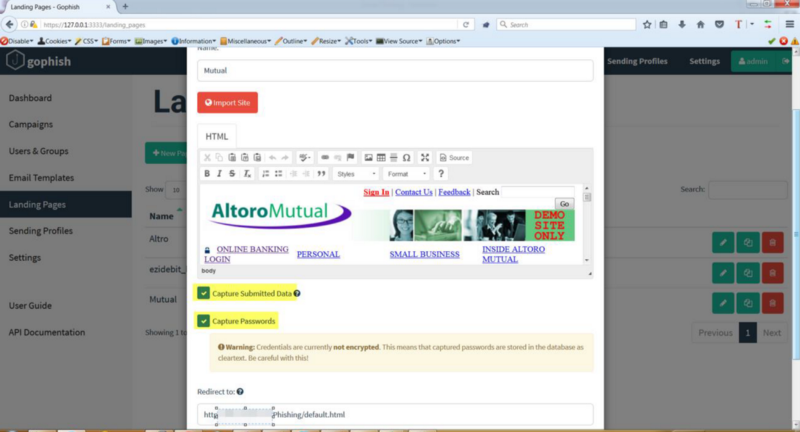 Landing Pages - Gophish
https://127.0.0.1:3333/landing_pages
Search
Disable Cookies CSS Forms Images Information Miscellaneous Outline Resize Tools View Source Options
gophish
Sending Profiles Settings admin
Dashboard
Campaigns
Users & Groups
Email Templates
Landing Pages
Sending Profiles
Settings
User Guide
API Documentation
La
+ New
Show 10
Search:
Name
Altro
ezidebit_
Mutual
Showing 1 to
Previous 1 Next
Name:
Mutual
Import Site
HTML
Source
B I S Ix
Styles Format ?
Sign In | Contact Us | Feedback | Search
Go
AltoroMutual
DEMO
SITE
ONLY
ONLINE BANKING
LOGIN
PERSONAL
SMALL BUSINESS
INSIDE ALTORO
MUTUAL
body
Capture Submitted Data
Capture Passwords
Warning: Credentials are currently not encrypted. This means that captured passwords are stored in the database as
cleartext. Be careful with this!
Redirect to:
Phishing/default.html